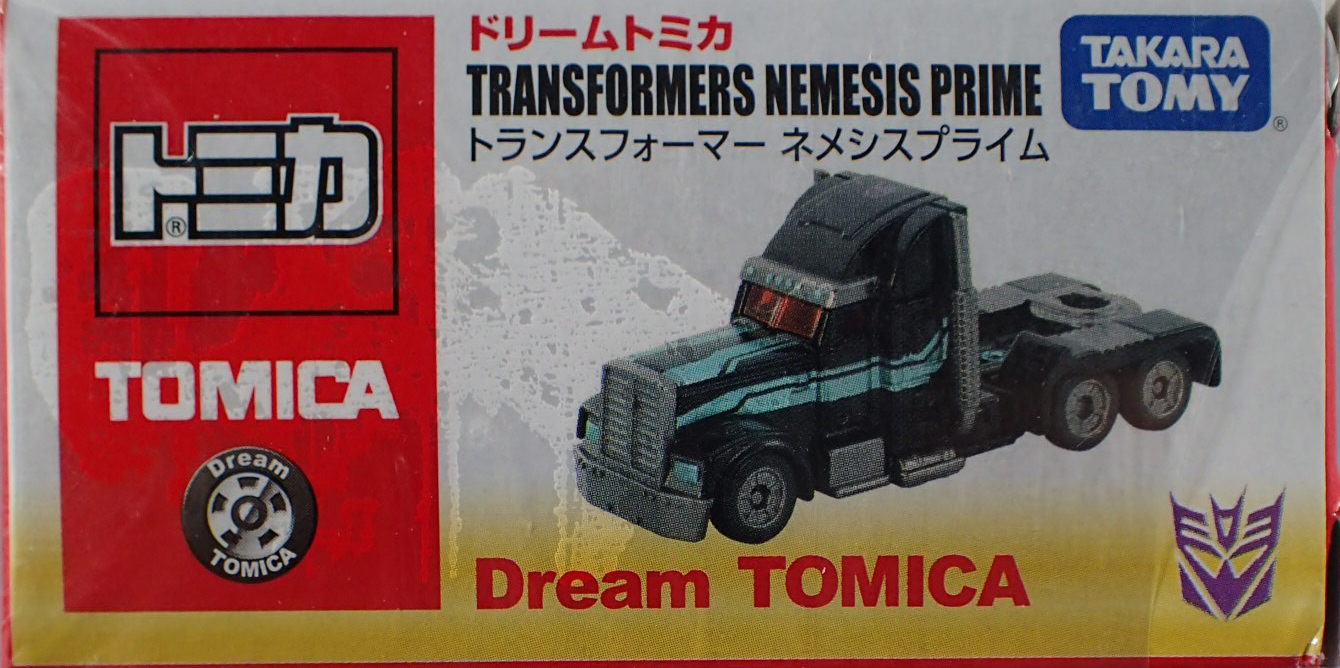 ドリームトミカ
TRANSFORMERS NEMESIS PRIME
トランスフォーマー ネメシスプライム
TAKARA
TOMY
®
トミカ
®
TOMICA
Dream
TOMICA
Dream TOMICA